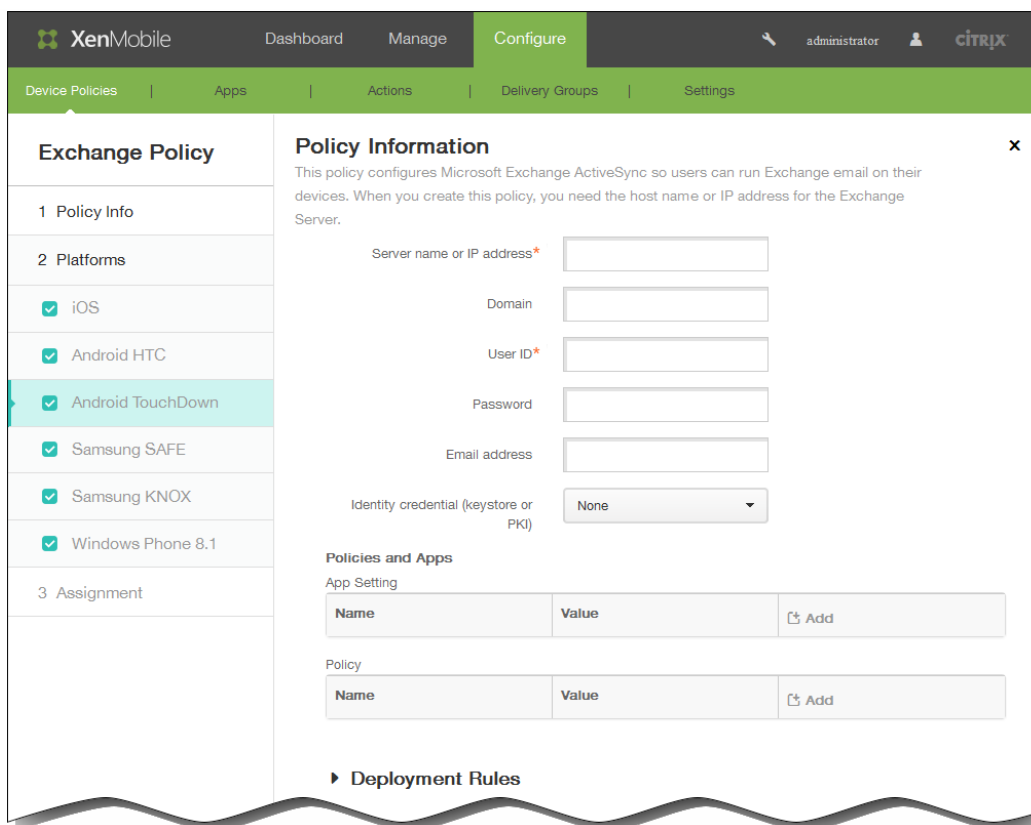 XenMobile
Dashboard
Manage
Configure
administrator
CİTRIX
Device Policies | Apps | Actions | Delivery Groups | Settings
Exchange Policy
1 Policy Info
2 Platforms
iOS
Android HTC
Android TouchDown
Samsung SAFE
Samsung KNOX
Windows Phone 8.1
3 Assignment
Policy Information
x
This policy configures Microsoft Exchange ActiveSync so users can run Exchange email on their
devices. When you create this policy, you need the host name or IP address for the Exchange
Server.
Server name or IP address*
Domain
User ID*
Password
Email address
Identity credential (keystore or
PKI)
None
Policies and Apps
App Setting
Name Value Add
Policy
Name Value Add
Deployment Rules